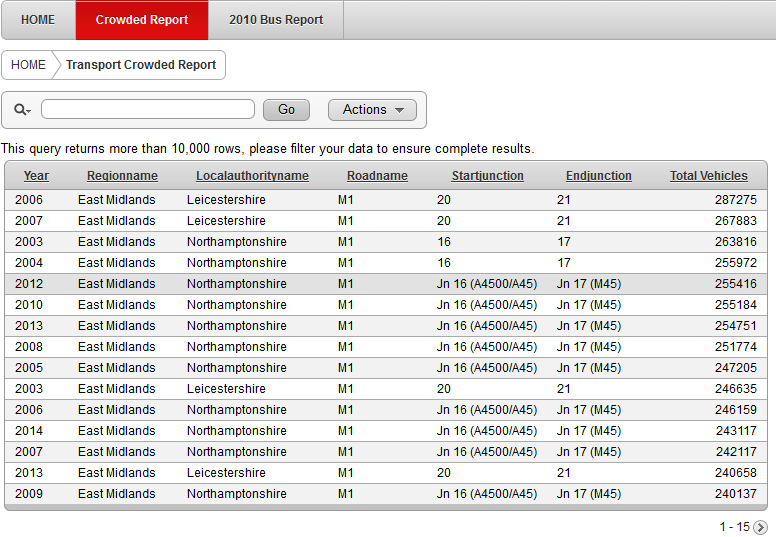 HOME Crowded Report 2010 Bus Report
HOME Transport Crowded Report
Go Actions
This query returns more than 10,000 rows, please filter your data to ensure complete results.
Year Regionname Localauthorityname Roadname Startjunction Endjunction Total Vehicles
2006 East Midlands Leicestershire M1 20 21 287275
2007 East Midlands Leicestershire M1 20 21 267883
2003 East Midlands Northamptonshire M1 16 17 263816
2004 East Midlands Northamptonshire M1 16 17 255972
2012 East Midlands Northamptonshire M1 Jn 16 (A4500/A45) Jn 17 (M45) 255416
2010 East Midlands Northamptonshire M1 Jn 16 (A4500/A45) Jn 17 (M45) 255184
2013 East Midlands Northamptonshire M1 Jn 16 (A4500/A45) Jn 17 (M45) 254751
2008 East Midlands Northamptonshire M1 Jn 16 (A4500/A45) Jn 17 (M45) 251774
2005 East Midlands Northamptonshire M1 Jn 16 (A4500/A45) Jn 17 (M45) 247205
2003 East Midlands Leicestershire M1 20 21 246635
2006 East Midlands Northamptonshire M1 Jn 16 (A4500/A45) Jn 17 (M45) 246159
2014 East Midlands Northamptonshire M1 Jn 16 (A4500/A45) Jn 17 (M45) 243117
2007 East Midlands Northamptonshire M1 Jn 16 (A4500/A45) Jn 17 (M45) 242117
2013 East Midlands Leicestershire M1 20 21 240658
2009 East Midlands Northamptonshire M1 Jn 16 (A4500/A45) Jn 17 (M45) 240137
1 - 15